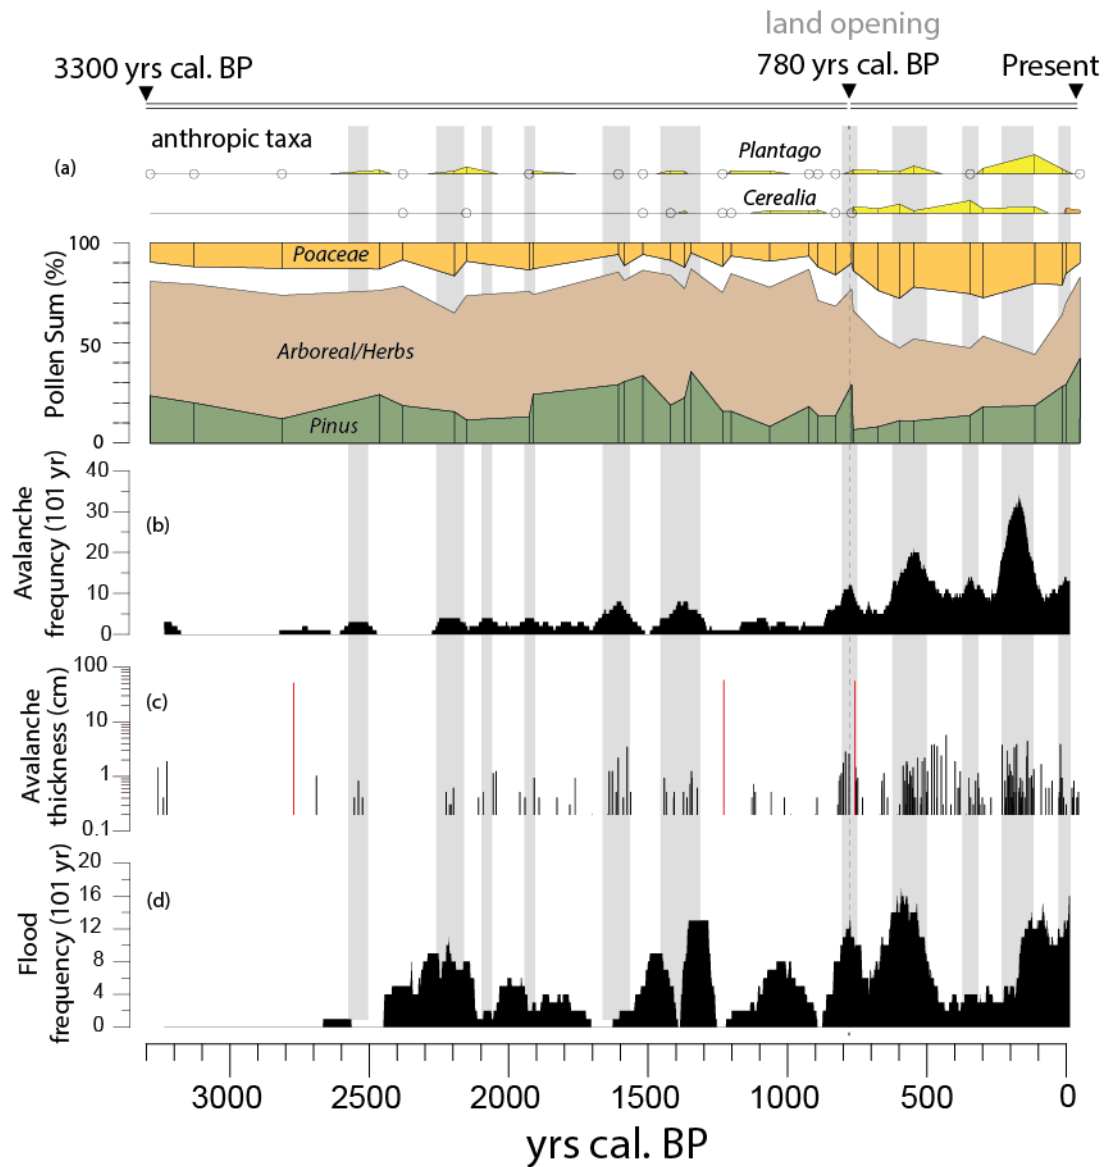 land opening
3300 yrs cal. BP
780 yrs cal. BP
Present
anthropic taxa
(a)
Plantago
Cerealia
Pollen Sum (%)
100
50
0
Poaceae
Arboreal/Herbs
Pinus
Avalanche
frequncy (101 yr)
40
30
20
10
0
(b)
Avalanche
thickness (cm)
100
10
1
0.1
(c)
Flood
frequency (101 yr)
20
16
12
8
4
0
(d)
3000 2500 2000 1500 1000 500 0
yrs cal. BP